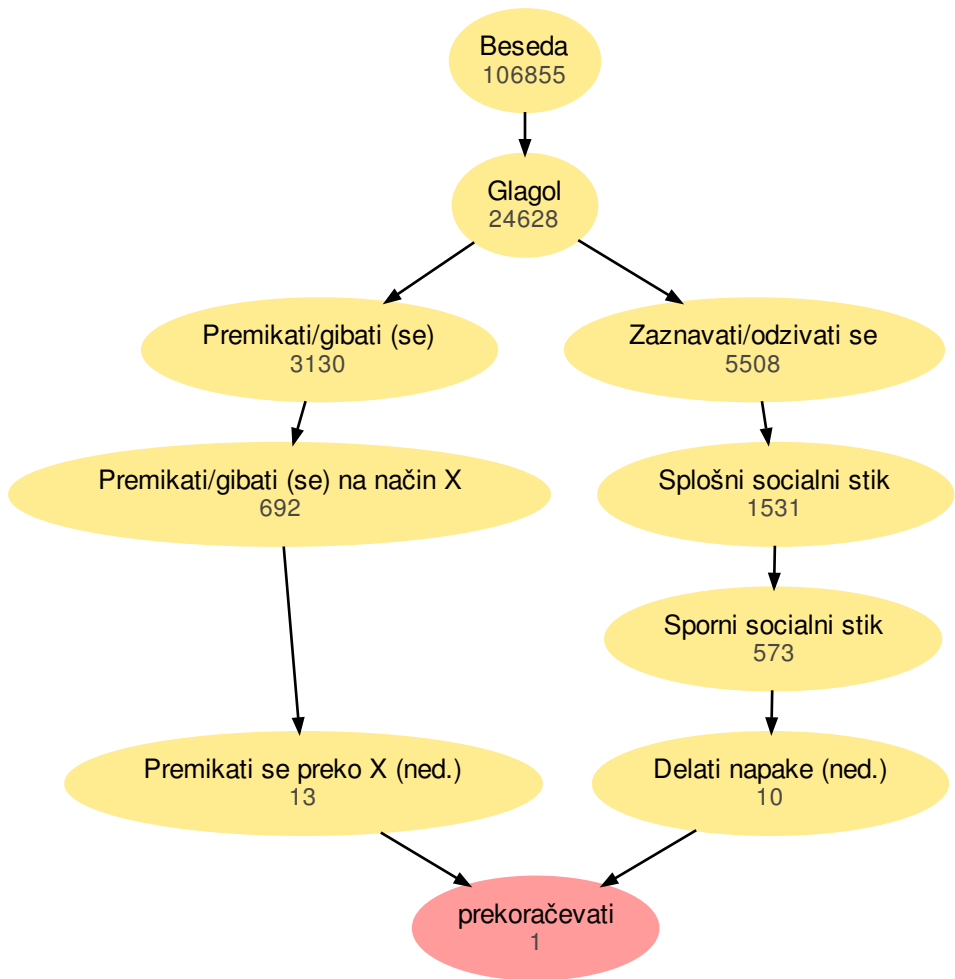 Beseda
106855
Glagol
24628
Premikati/gibati (se)
3130
Zaznavati/odzivati se
5508
Premikati/gibati (se) na način X
692
Splošni socialni stik
1531
Sporni socialni stik
573
Premikati se preko X (ned.)
13
Delati napake (ned.)
10
prekoračevati
1